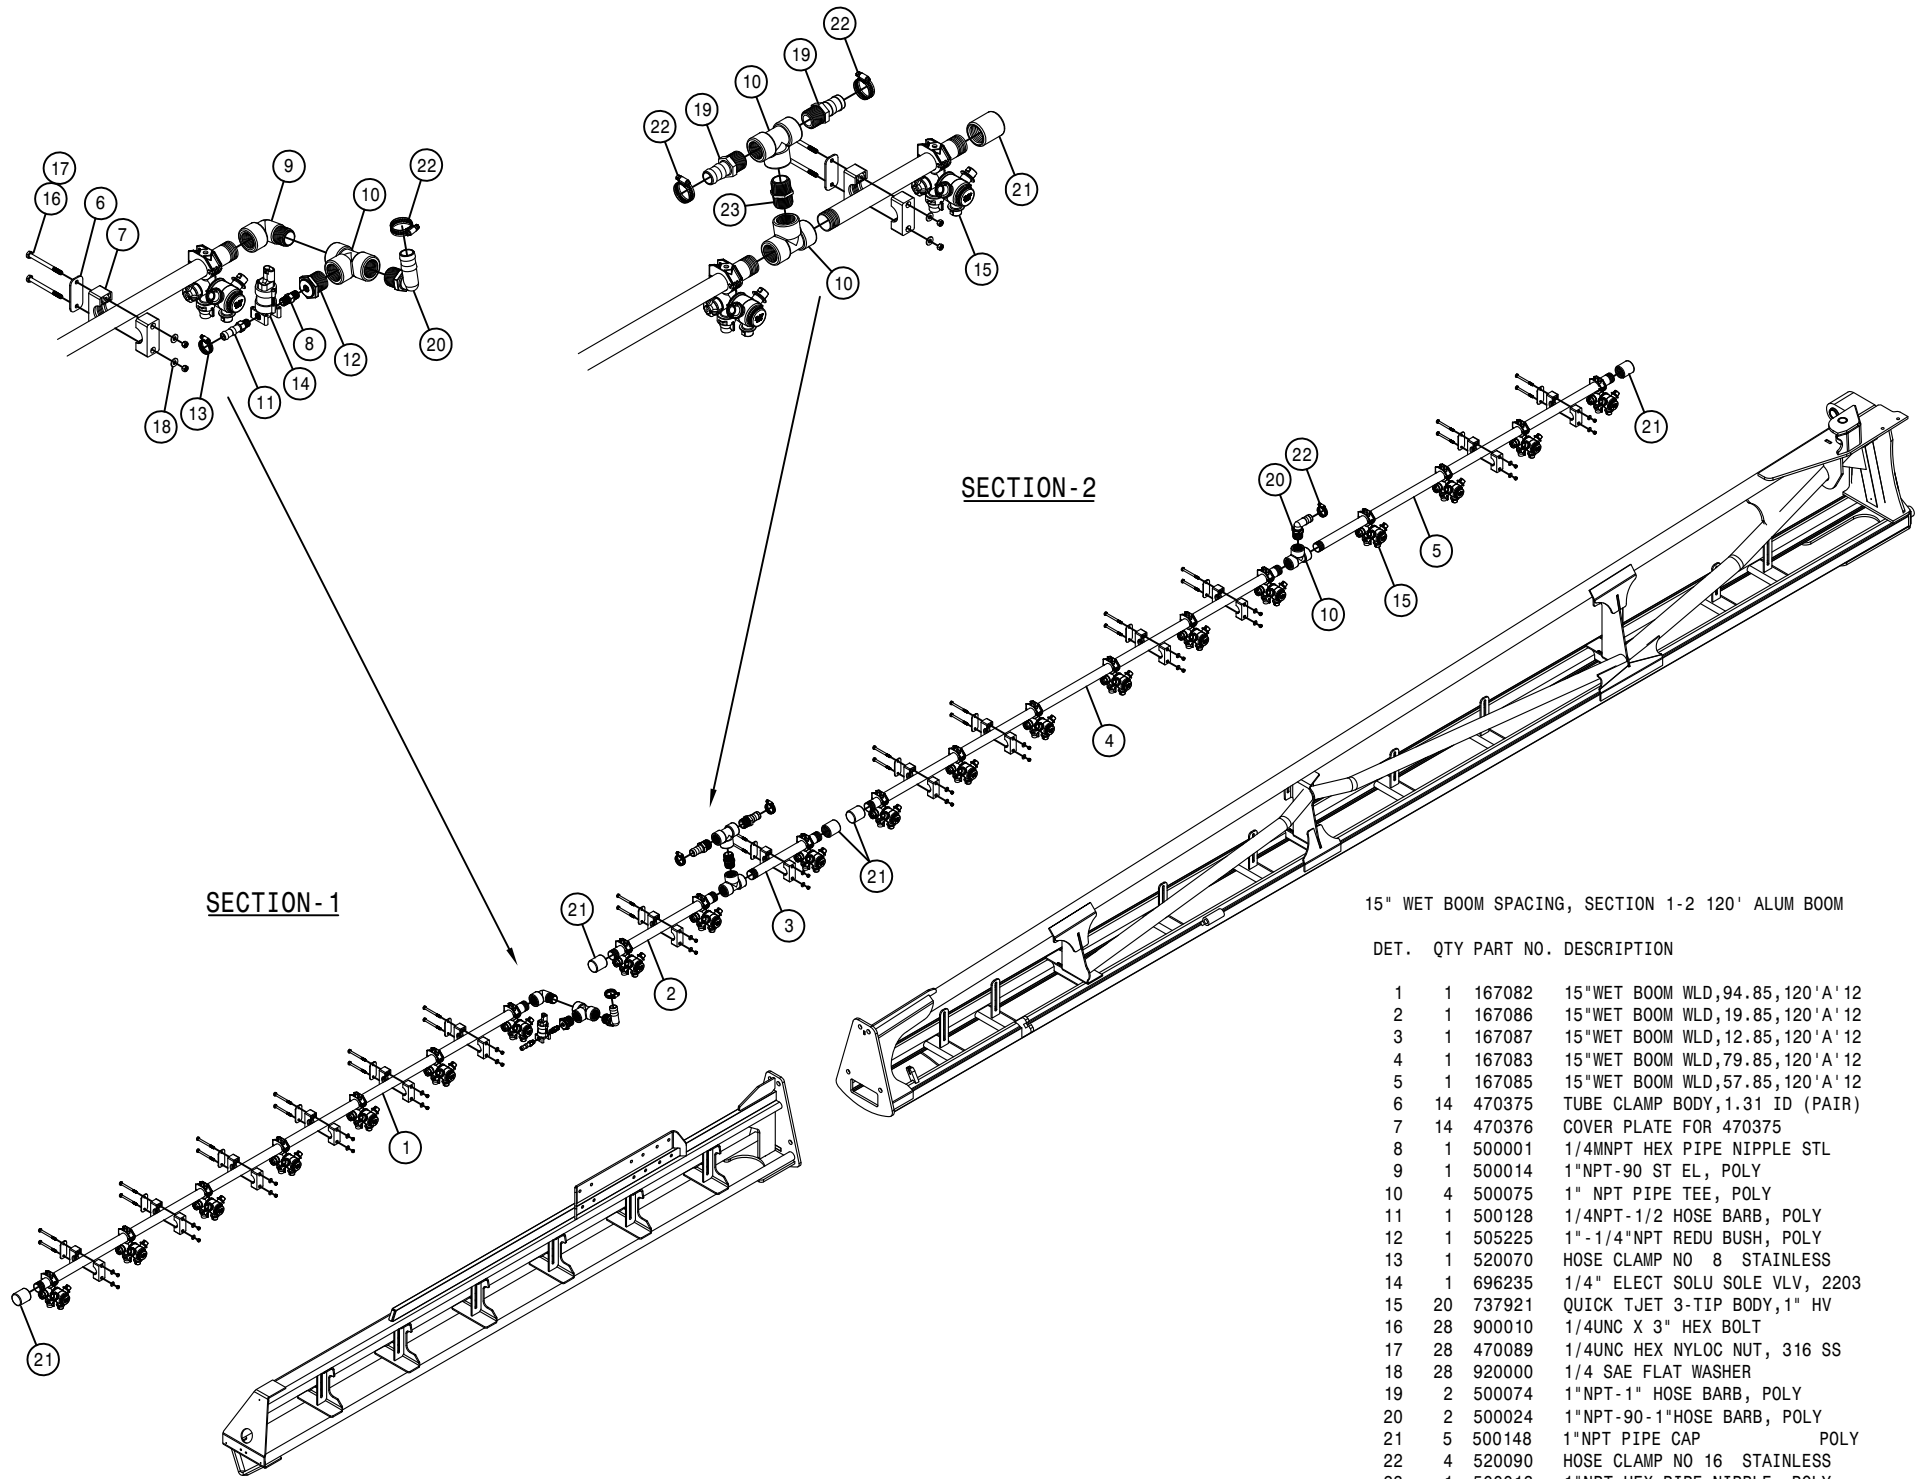 22
19
10
19
22
21
23
15
10
17
16
6
7
9
10
22
8
12
20
14
11
13
18
SECTION-2
21
22
20
5
15
10
4
21
3
SECTION-1
21
2
1
21
15" WET BOOM SPACING, SECTION 1-2 120' ALUM BOOM
DET. QTY PART NO. DESCRIPTION
1 1 167082 15"WET BOOM WLD,94.85,120'A'12
2 1 167086 15"WET BOOM WLD,19.85,120'A'12
3 1 167087 15"WET BOOM WLD,12.85,120'A'12
4 1 167083 15"WET BOOM WLD,79.85,120'A'12
5 1 167085 15"WET BOOM WLD,57.85,120'A'12
6 14 470375 TUBE CLAMP BODY,1.31 ID (PAIR)
7 14 470376 COVER PLATE FOR 470375
8 1 500001 1/4MNPT HEX PIPE NIPPLE STL
9 1 500014 1"NPT-90 ST EL, POLY
10 4 500075 1" NPT PIPE TEE, POLY
11 1 500128 1/4NPT-1/2 HOSE BARB, POLY
12 1 505225 1"-1/4"NPT REDU BUSH, POLY
13 1 520070 HOSE CLAMP NO 8 STAINLESS
14 1 696235 1/4" ELECT SOLU SOLE VLV, 2203
15 20 737921 QUICK TJET 3-TIP BODY,1" HV
16 28 900010 1/4UNC X 3" HEX BOLT
17 28 470089 1/4UNC HEX NYLOC NUT, 316 SS
18 28 920000 1/4 SAE FLAT WASHER
19 2 500074 1"NPT-1" HOSE BARB, POLY
20 2 500024 1"NPT-90-1"HOSE BARB, POLY
21 5 500148 1"NPT PIPE CAP POLY
22 4 520090 HOSE CLAMP NO 16 STAINLESS